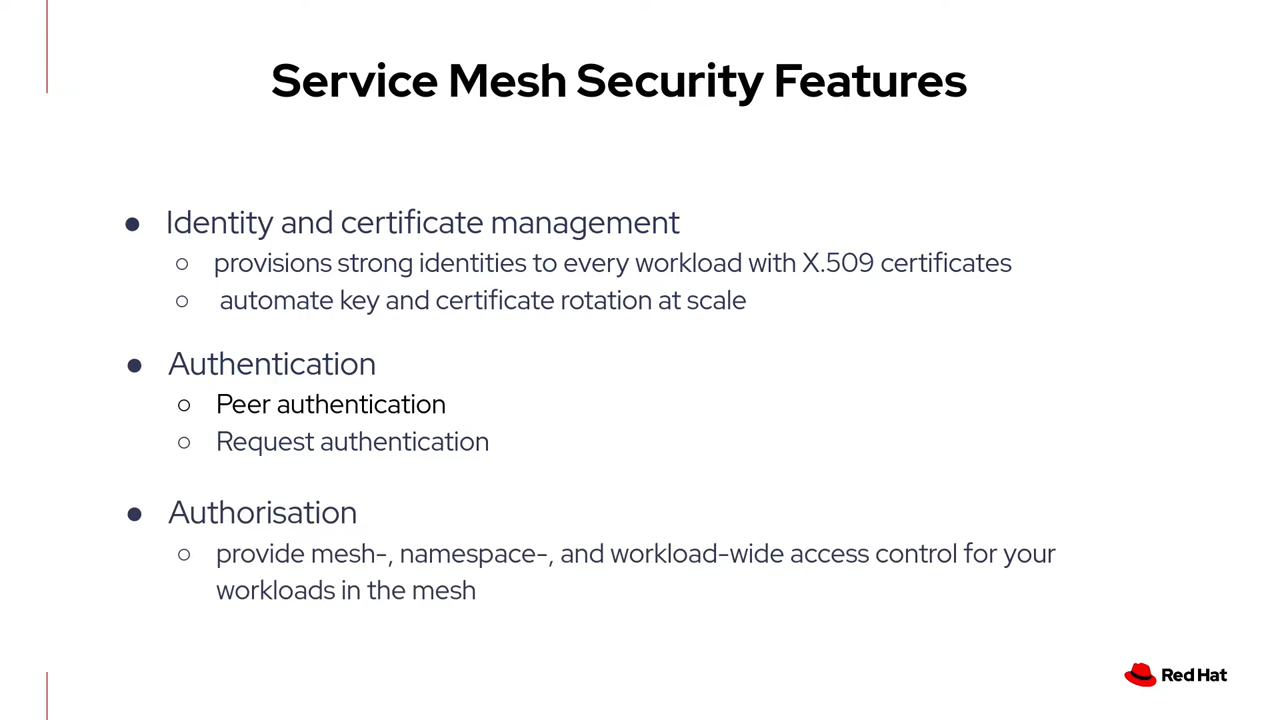 Service Mesh Security Features
● Identity and certificate management
○ provisions strong identities to every workload with X.509 certificates
○ automate key and certificate rotation at scale
● Authentication
○ Peer authentication
○ Request authentication
● Authorisation
○ provide mesh-, namespace-, and workload-wide access control for your
workloads in the mesh
Red Hat